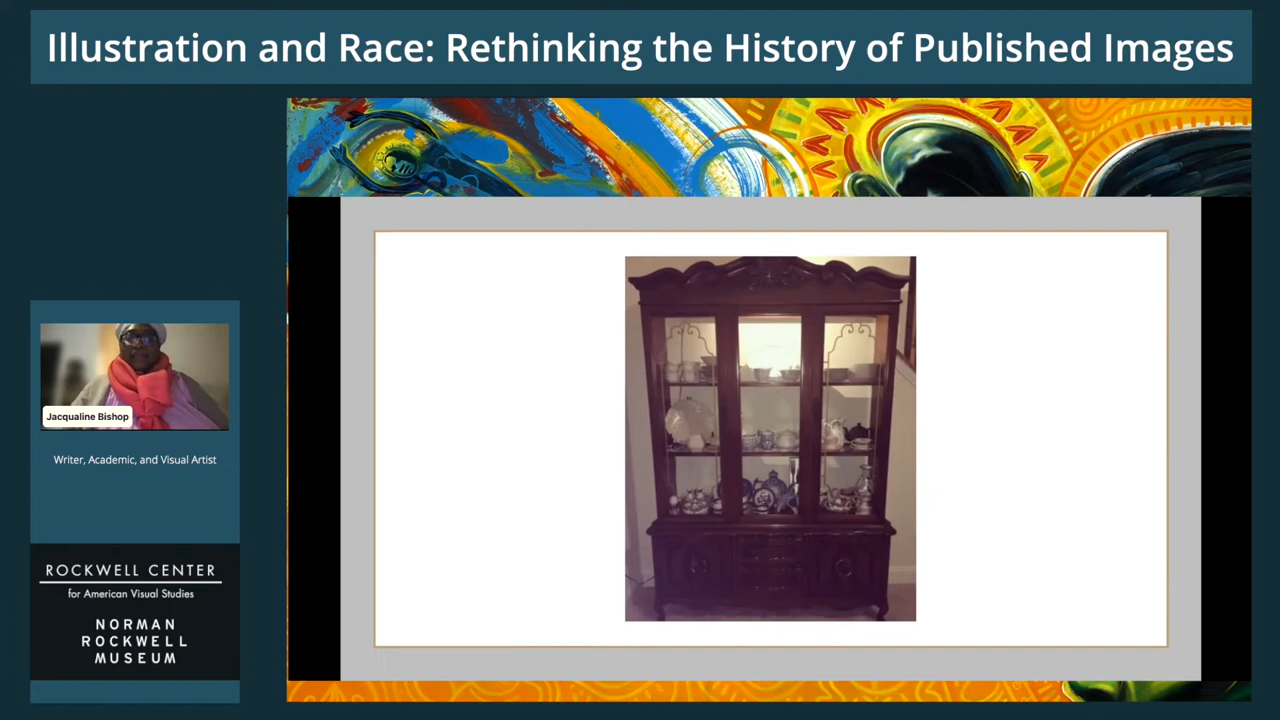 Illustration and Race: Rethinking the History of Published Images
Jacqualine Bishop
Writer, Academic, and Visual Artist
ROCKWELL CENTER
for American Visual Studies
NORMAN
ROCKWELL
MUSEUM